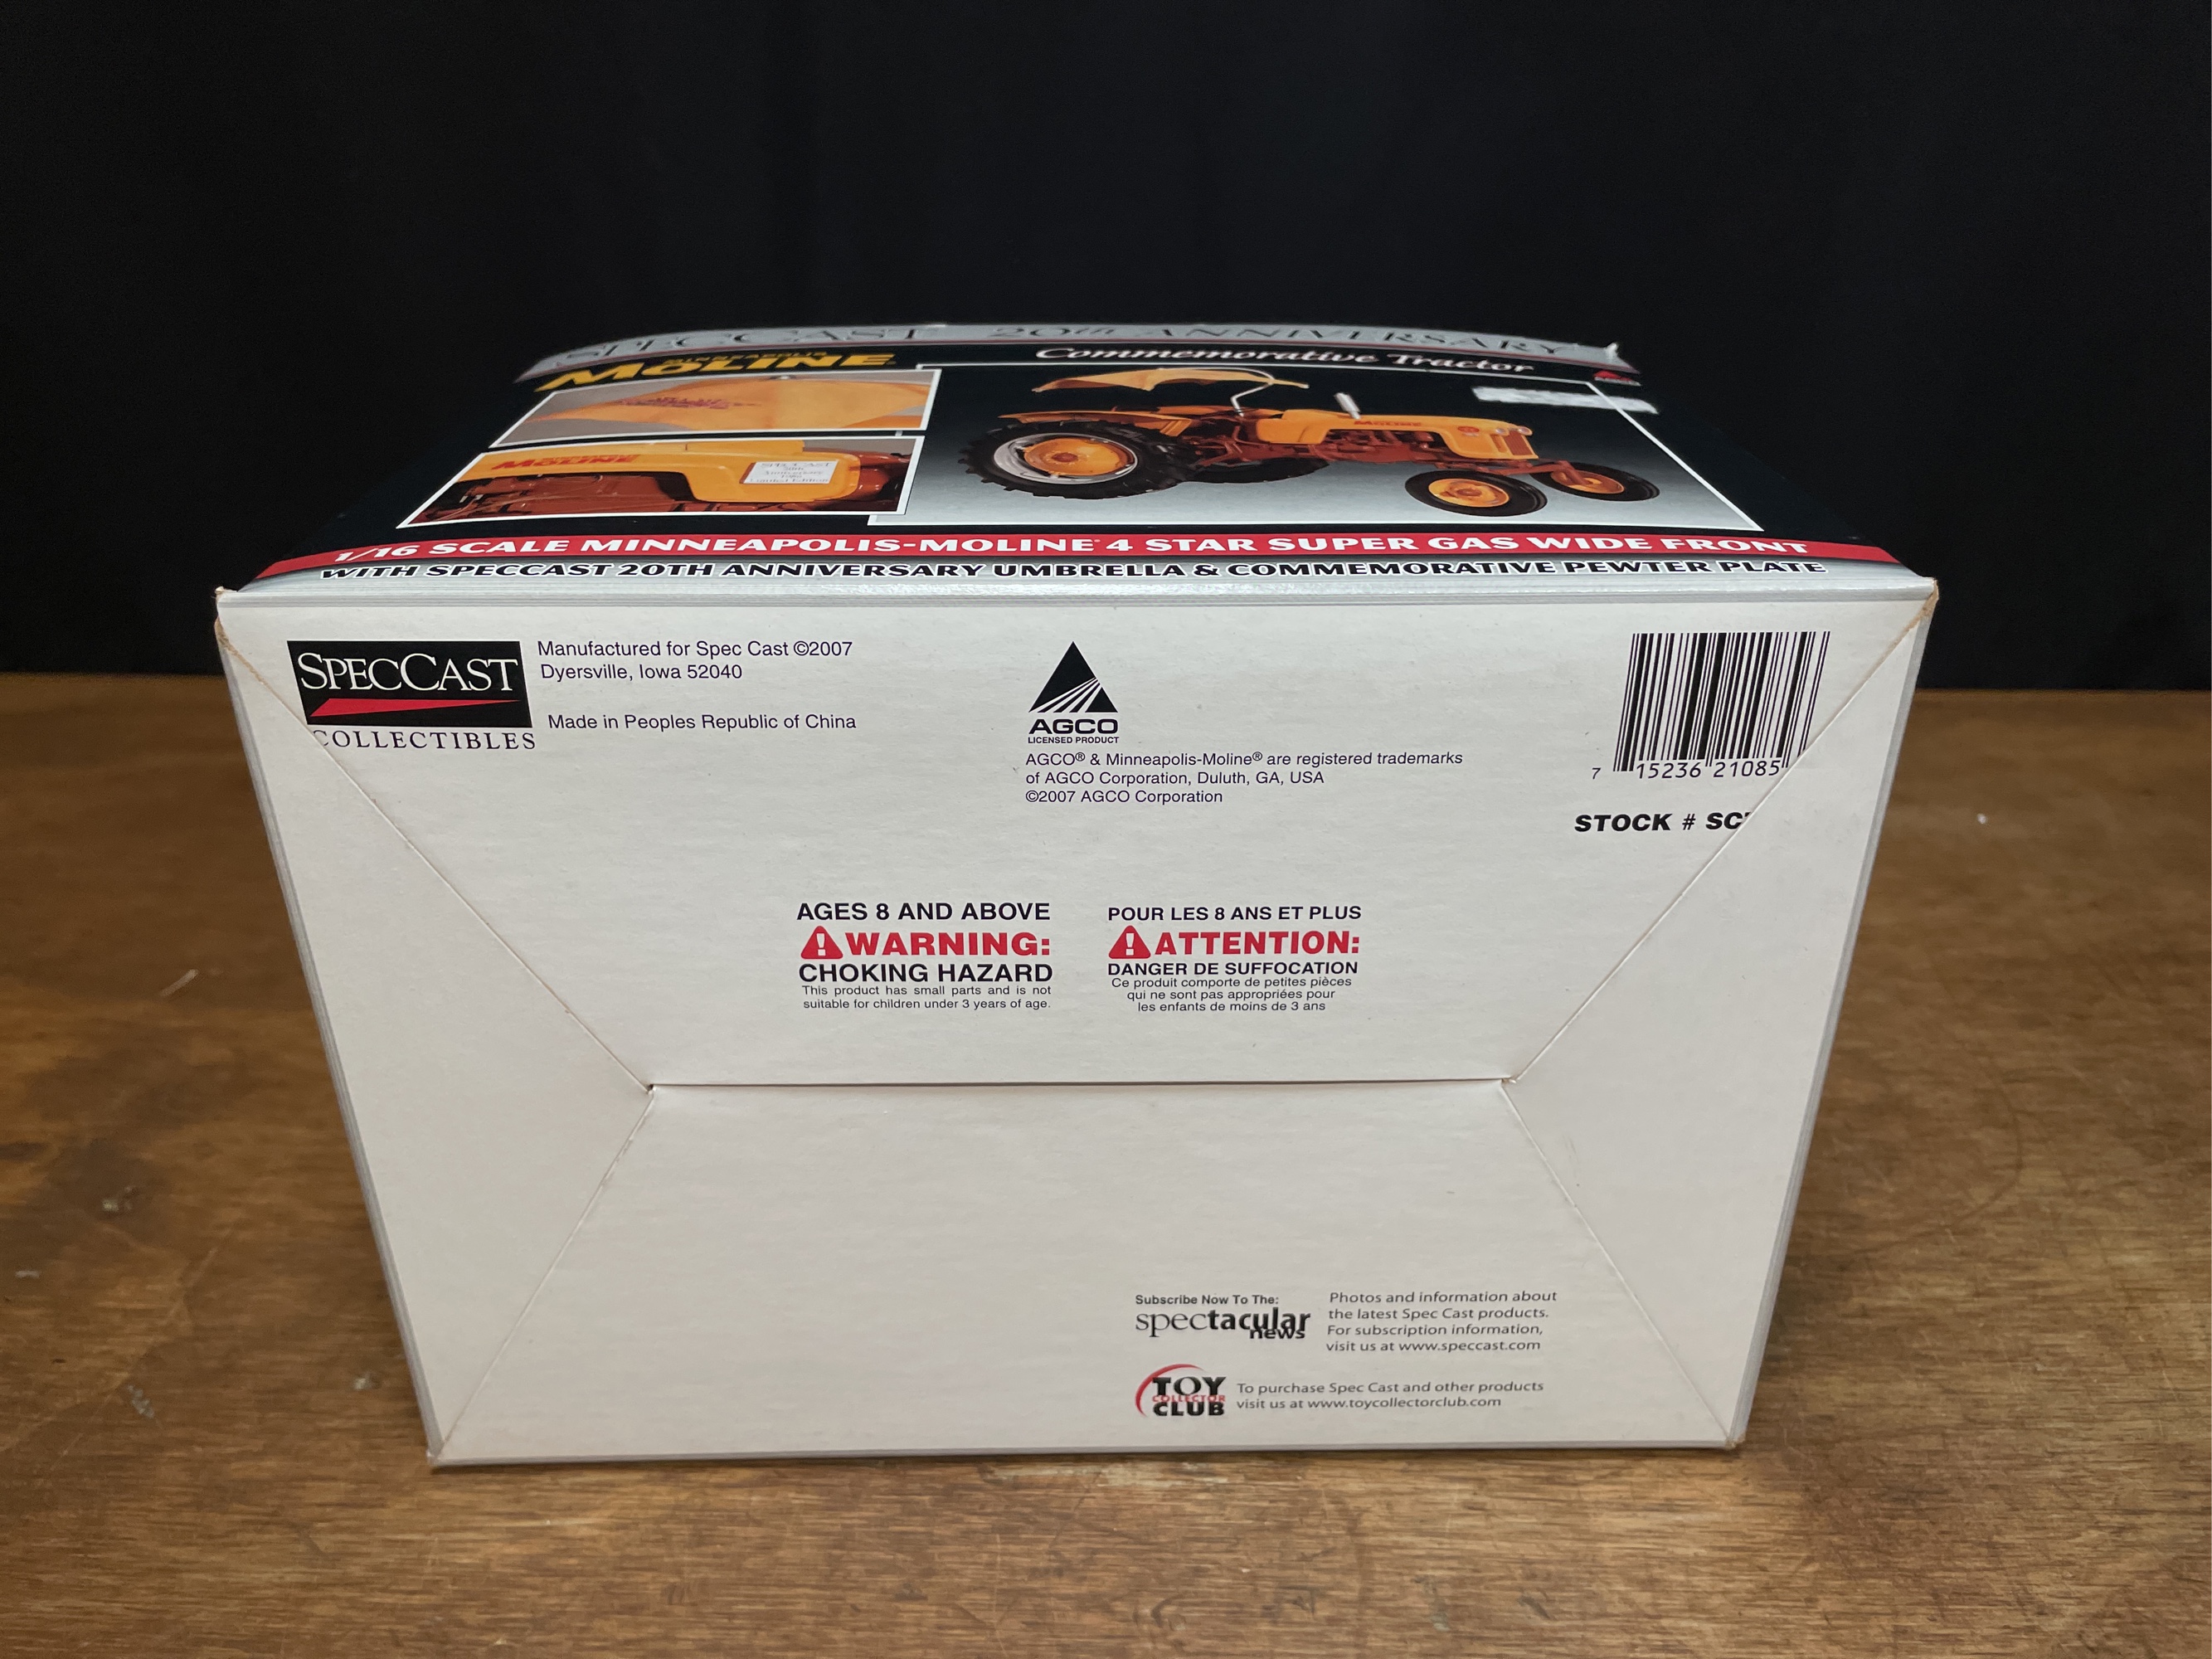 SPECCAST 20th ANNIVERSARY
MINNEAPOLIS
MOLINE
Commemorative Tractor
MOLINE
MOLINE
SPECCAST
1/16 SCALE MINNEAPOLIS-MOLINE® 4 STAR SUPER GAS WIDE FRONT
WITH SPECCAST 20TH ANNIVERSARY UMBRELLA & COMMEMORATIVE PEWTER PLATE
SPECCAST
COLLECTIBLES
Manufactured for Spec Cast ©2007
Dyersville, Iowa 52040
Made in Peoples Republic of China
AGCO
LICENSED PRODUCT
AGCO® & Minneapolis-Moline® are registered trademarks
of AGCO Corporation, Duluth, GA, USA
©2007 AGCO Corporation
7 15236 21085
STOCK # SC
AGES 8 AND ABOVE
WARNING:
CHOKING HAZARD
This product has small parts and is not
suitable for children under 3 years of age.
POUR LES 8 ANS ET PLUS
ATTENTION:
DANGER DE SUFFOCATION
Ce produit comporte de petites pièces
qui ne sont pas appropriées pour
les enfants de moins de 3 ans
Subscribe Now To The:
spectacular
news
Photos and information about
the latest Spec Cast products.
For subscription information,
visit us at www.speccast.com
TOY
COLLECTOR
CLUB
To purchase Spec Cast and other products
visit us at www.toycollectorclub.com